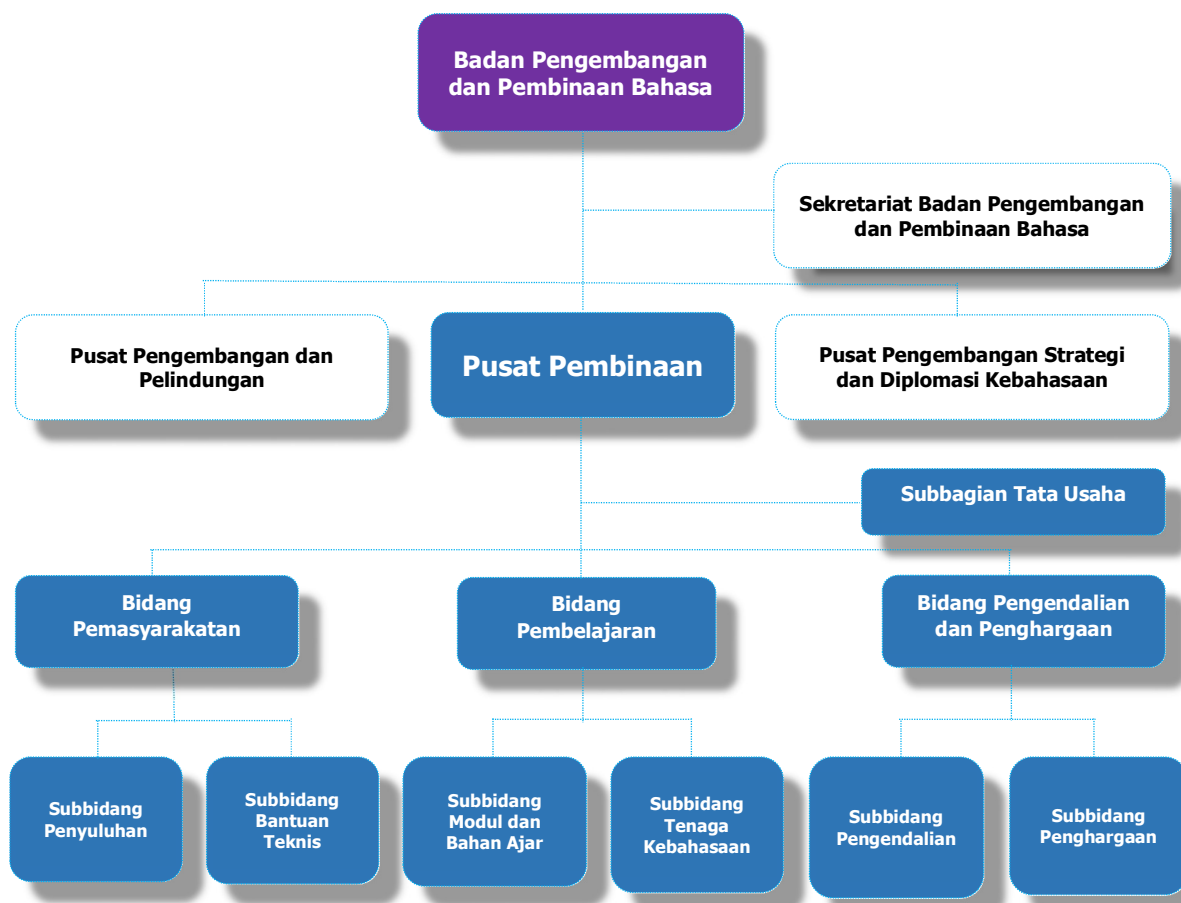 Badan Pengembangan
dan Pembinaan Bahasa
Sekretariat Badan Pengembangan
dan Pembinaan Bahasa
Pusat Pengembangan dan
Pelindungan
Pusat Pembinaan
Pusat Pengembangan Strategi
dan Diplomasi Kebahasaan
Subbagian Tata Usaha
Bidang
Pemasyarakatan
Bidang
Pembelajaran
Bidang Pengendalian
dan Penghargaan
Subbidang
Penyuluhan
Subbidang
Bantuan
Teknis
Subbidang
Modul dan
Bahan Ajar
Subbidang
Tenaga
Kebahasaan
Subbidang
Pengendalian
Subbidang
Penghargaan